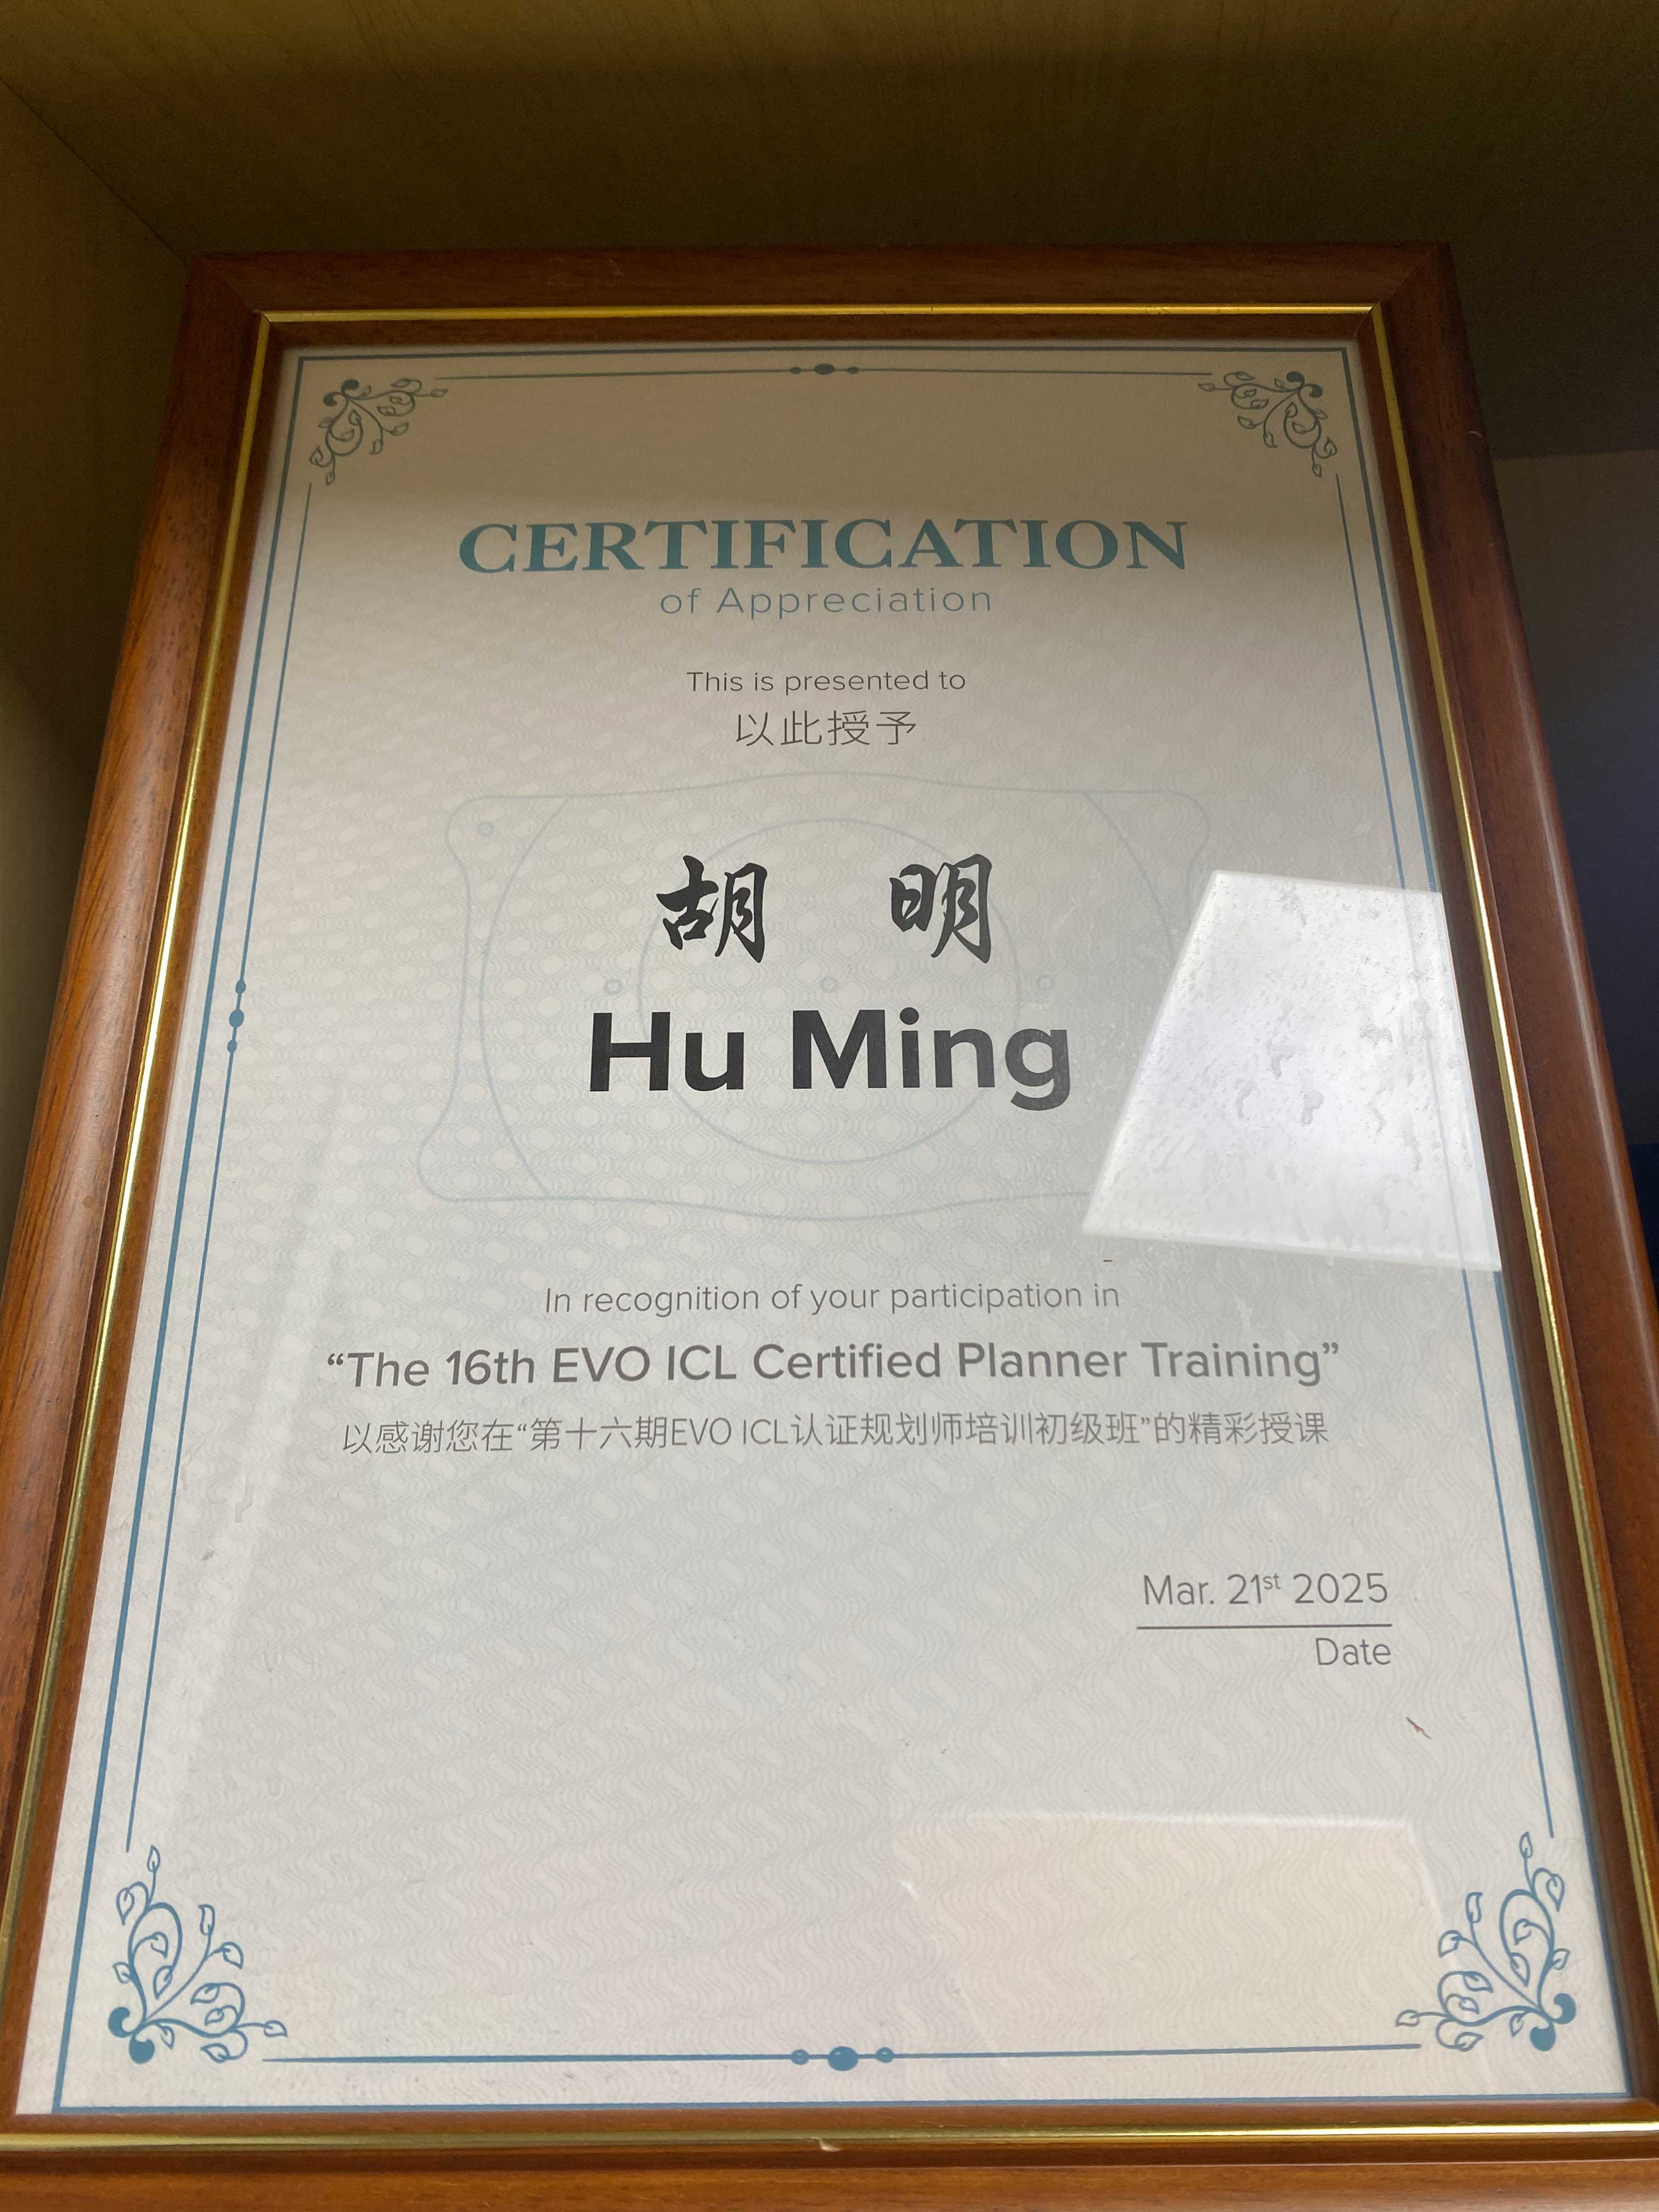 CERTIFICATION
of Appreciation
This is presented to
以此授予
胡 明
Hu Ming
In recognition of your participation in
“The 16th EVO ICL Certified Planner Training”
以感谢您在“第十六期EVO ICL认证规划师培训初级班”的精彩授课
Mar. 21st 2025
Date